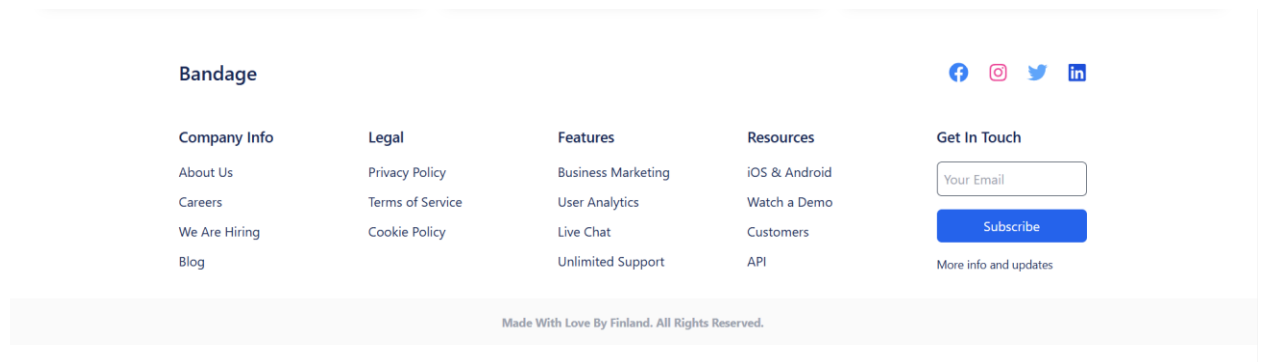 Bandage
Company Info
About Us
Careers
We Are Hiring
Blog
Legal
Privacy Policy
Terms of Service
Cookie Policy
Features
Business Marketing
User Analytics
Live Chat
Unlimited Support
Resources
iOS & Android
Watch a Demo
Customers
API
Get In Touch
Your Email
Subscribe
More info and updates
Made With Love By Finland. All Rights Reserved.